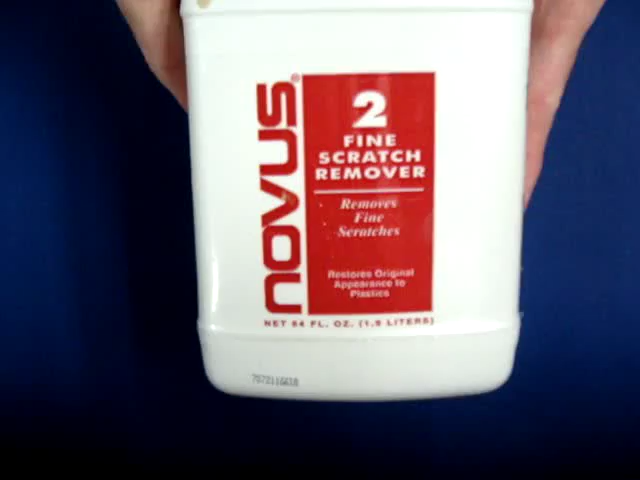 NOVUS®
2
FINE
SCRATCH
REMOVER
Removes
Fine
Scratches
Restores Original
Appearance to
Plastics
NET 64 FL. OZ. (1.9 LITERS)